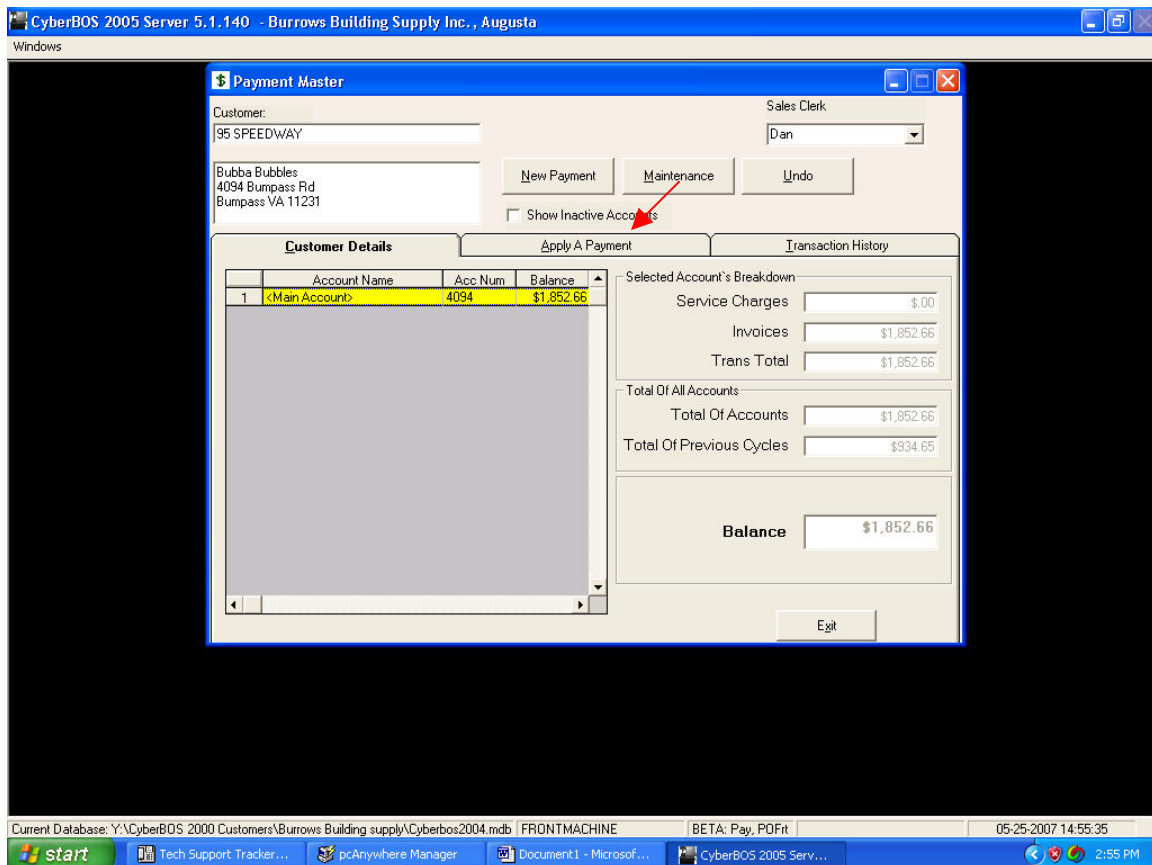 CyberBOS 2005 Server 5.1.140 - Burrows Building Supply Inc., Augusta
Windows
Payment Master
Customer:
Sales Clerk
95 SPEEDWAY
Dan
Bubba Bubbles
4094 Bumpass Rd
Bumpass VA 11231
New Payment
Maintenance
Undo
Show Inactive Accounts
Customer Details
Apply A Payment
Transaction History
Account Name Acc Num Balance
1 <Main Account> 4094 $1,852.66
Selected Account`s Breakdown
Service Charges $.00
Invoices $1,852.66
Trans Total $1,852.66
Total Of All Accounts
Total Of Accounts $1,852.66
Total Of Previous Cycles $934.65
Balance $1,852.66
Exit
Current Database: Y:\CyberBOS 2000 Customers\Burrows Building supply\Cyberbos2004.mdb FRONTMACHINE BETA: Pay, POFrt 05-25-2007 14:55:35
start Tech Support Tracker... pcAnywhere Manager Document1 - Microsof... CyberBOS 2005 Serv... 2:55 PM